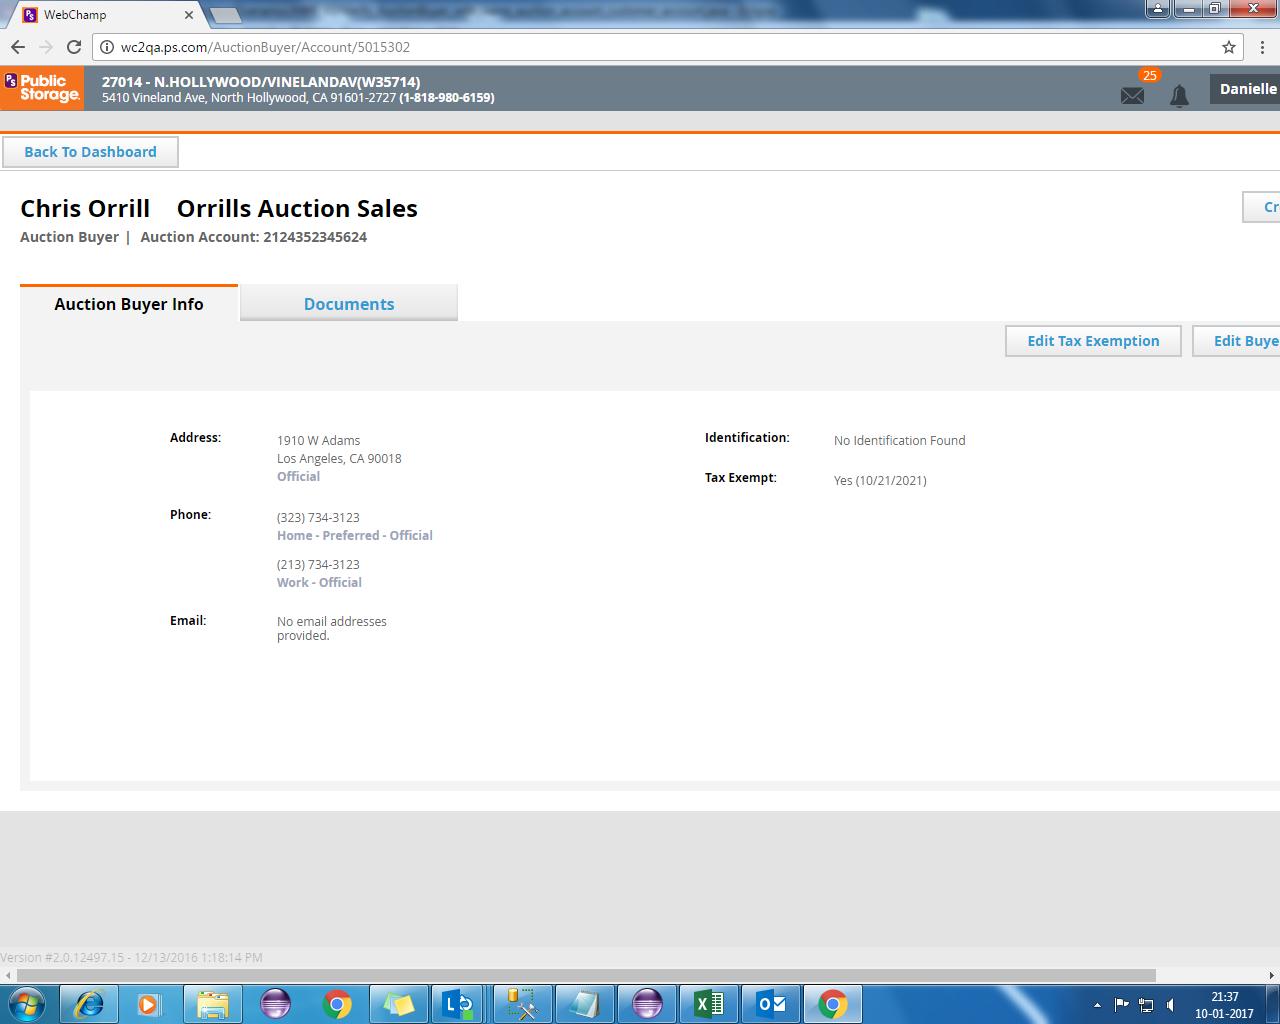 WebChamp
wc2qa.ps.com/AuctionBuyer/Account/5015302
PS Public Storage.
27014 - N.HOLLYWOOD/VINELANDAV(W35714)
5410 Vineland Ave, North Hollywood, CA 91601-2727 (1-818-980-6159)
25
Danielle
Back To Dashboard
Chris Orrill Orrills Auction Sales
Cr
Auction Buyer | Auction Account: 2124352345624
Auction Buyer Info
Documents
Edit Tax Exemption
Edit Buye
Address:
1910 W Adams
Los Angeles, CA 90018
Official
Phone:
(323) 734-3123
Home - Preferred - Official
(213) 734-3123
Work - Official
Email:
No email addresses
provided.
Identification:
No Identification Found
Tax Exempt:
Yes (10/21/2021)
Version #2.0.12497.15 - 12/13/2016 1:18:14 PM
21:37
10-01-2017